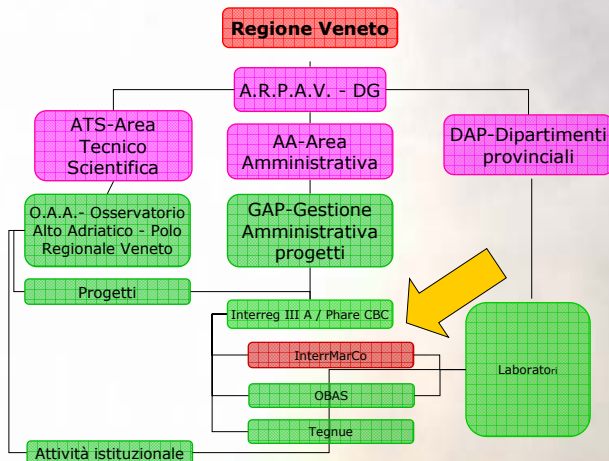 Regione Veneto
A.R.P.A.V. - DG
ATS-Area
Tecnico
Scientifica
AA-Area
Amministrativa
DAP-Dipartimenti
provinciali
O.A.A.- Osservatorio
Alto Adriatico - Polo
Regionale Veneto
GAP-Gestione
Amministrativa
progetti
Progetti
Interreg III A / Phare CBC
InterrMarCo
Laboratori
OBAS
Tegnue
Attività istituzionale